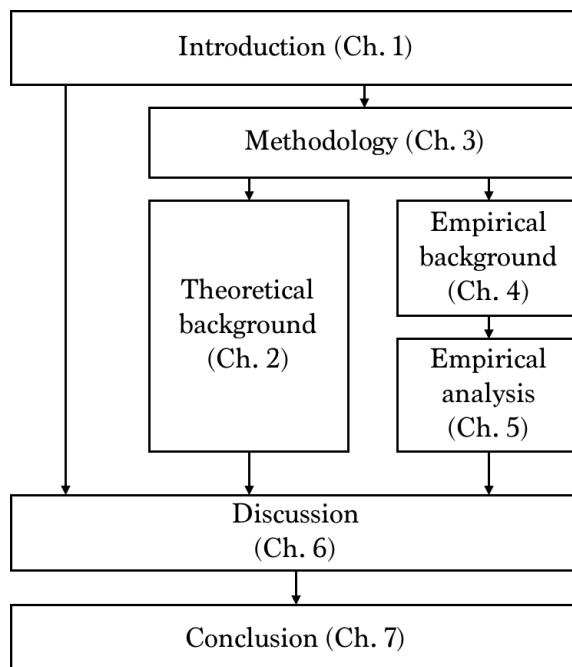 Introduction (Ch. 1)
Methodology (Ch. 3)
Theoretical
background
(Ch. 2)
Empirical
background
(Ch. 4)
Empirical
analysis
(Ch. 5)
Discussion
(Ch. 6)
Conclusion (Ch. 7)